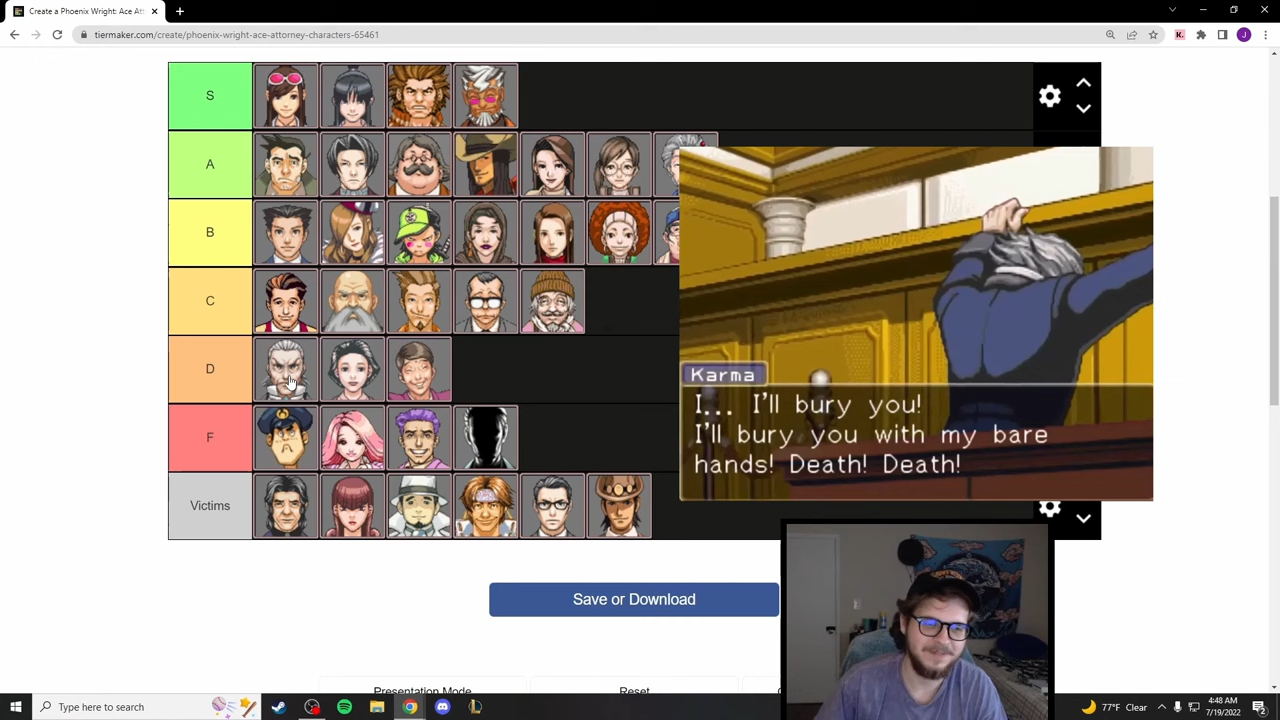 Create a Phoenix Wright: Ace Att
tiermaker.com/create/phoenix-wright-ace-attorney-characters-65461
K.
J
S
A
B
C
D
F
Victims
Karma
I... I'll bury you!
I'll bury you with my bare
hands! Death! Death!
Save or Download
Presentation Mode
Reset
Type here to search
77°F Clear
4:48 AM
7/19/2022
2